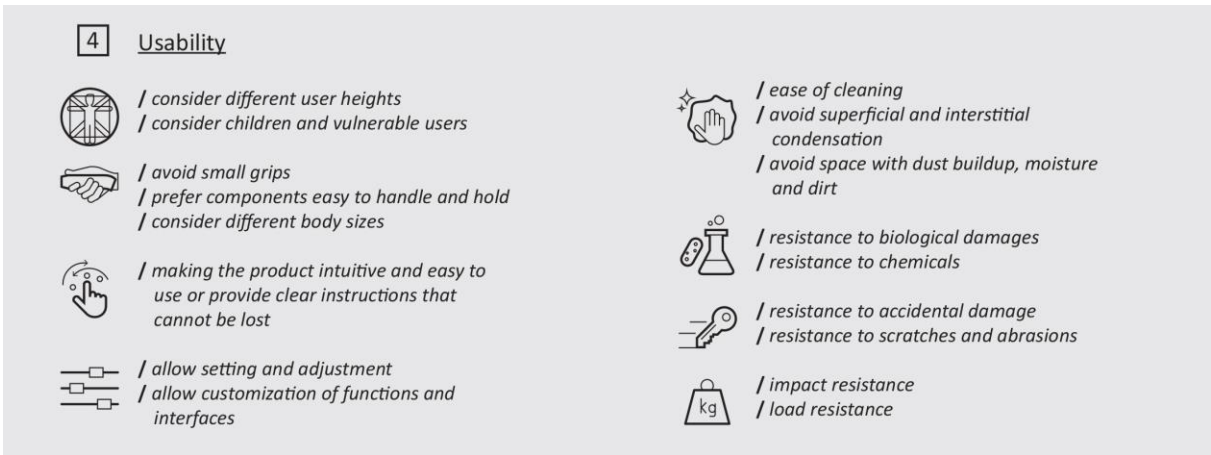 4 Usability
/ consider different user heights
/ consider children and vulnerable users
/ avoid small grips
/ prefer components easy to handle and hold
/ consider different body sizes
/ making the product intuitive and easy to
use or provide clear instructions that
cannot be lost
/ allow setting and adjustment
/ allow customization of functions and
interfaces
/ ease of cleaning
/ avoid superficial and interstitial
condensation
/ avoid space with dust buildup, moisture
and dirt
/ resistance to biological damages
/ resistance to chemicals
/ resistance to accidental damage
/ resistance to scratches and abrasions
kg
/ impact resistance
/ load resistance